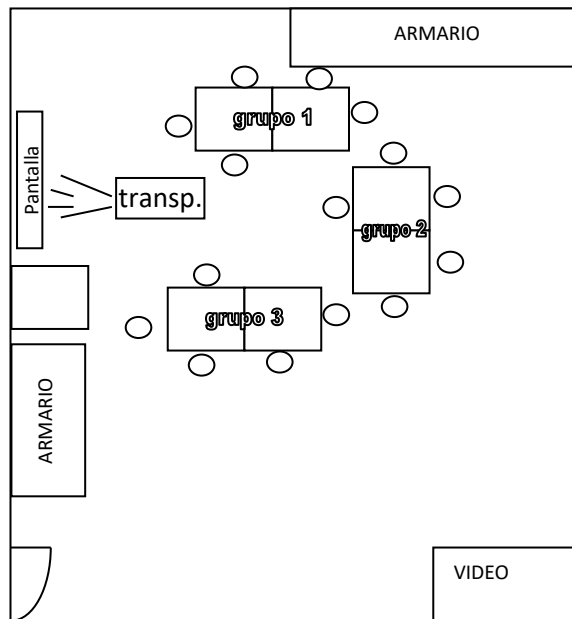 ARMARIO
grupo 1
Pantalla
transp.
grupo 2
grupo 3
ARMARIO
VIDEO